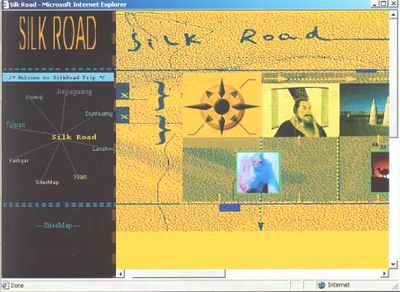 Silk Road - Microsoft Internet Explorer
SILK ROAD
Silk Road
/* Welcome to SilkRoad Trip */
Jiayuguang
Urumqi
Dunhuang
Turpan
Silk Road
Lanzhou
Kashgar
Xian
SitesMap
--- SitesMap ---
Done
Internet